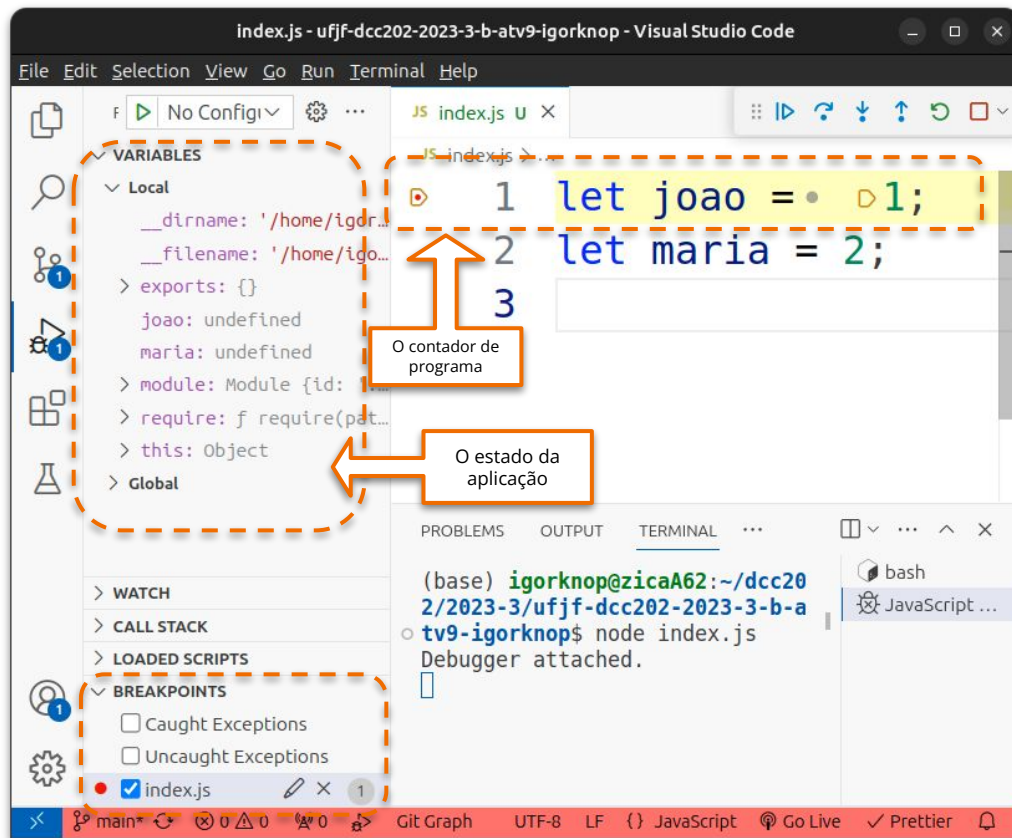 index.js - ufjf-dcc202-2023-3-b-atv9-igorknop - Visual Studio Code
File Edit Selection View Go Run Terminal Help
No Config
JS index.js U
VARIABLES
Local
__dirname: '/home/igor…
__filename: '/home/igo…
exports: {}
joao: undefined
maria: undefined
module: Module {id:
require: ƒ require(pat…
this: Object
Global
JS index.js > ...
1 let joao = 1;
2 let maria = 2;
3
O contador de
programa
O estado da
aplicação
WATCH
CALL STACK
LOADED SCRIPTS
BREAKPOINTS
Caught Exceptions
Uncaught Exceptions
index.js 1
PROBLEMS OUTPUT TERMINAL ...
(base) igorknop@zicaA62:~/dcc20
2/2023-3/ufjf-dcc202-2023-3-b-a
tv9-igorknop$ node index.js
Debugger attached.
bash
JavaScript ...
1
1
1
main* 0 0 0 Git Graph UTF-8 LF {} JavaScript Go Live Prettier